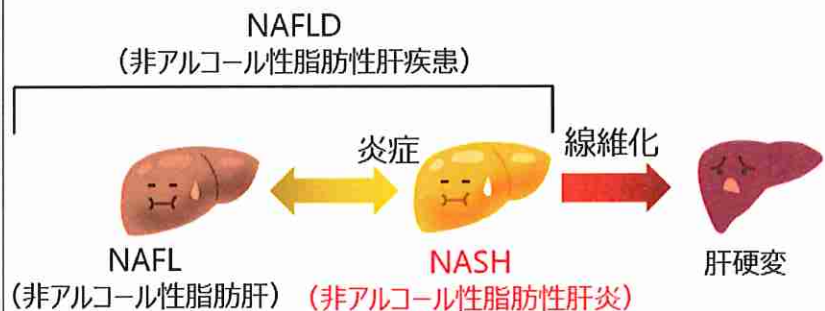 NAFLD
(非アルコール性脂肪性肝疾患)
炎症
線維化
NAFL
(非アルコール性脂肪肝)
NASH
(非アルコール性脂肪性肝炎)
肝硬変